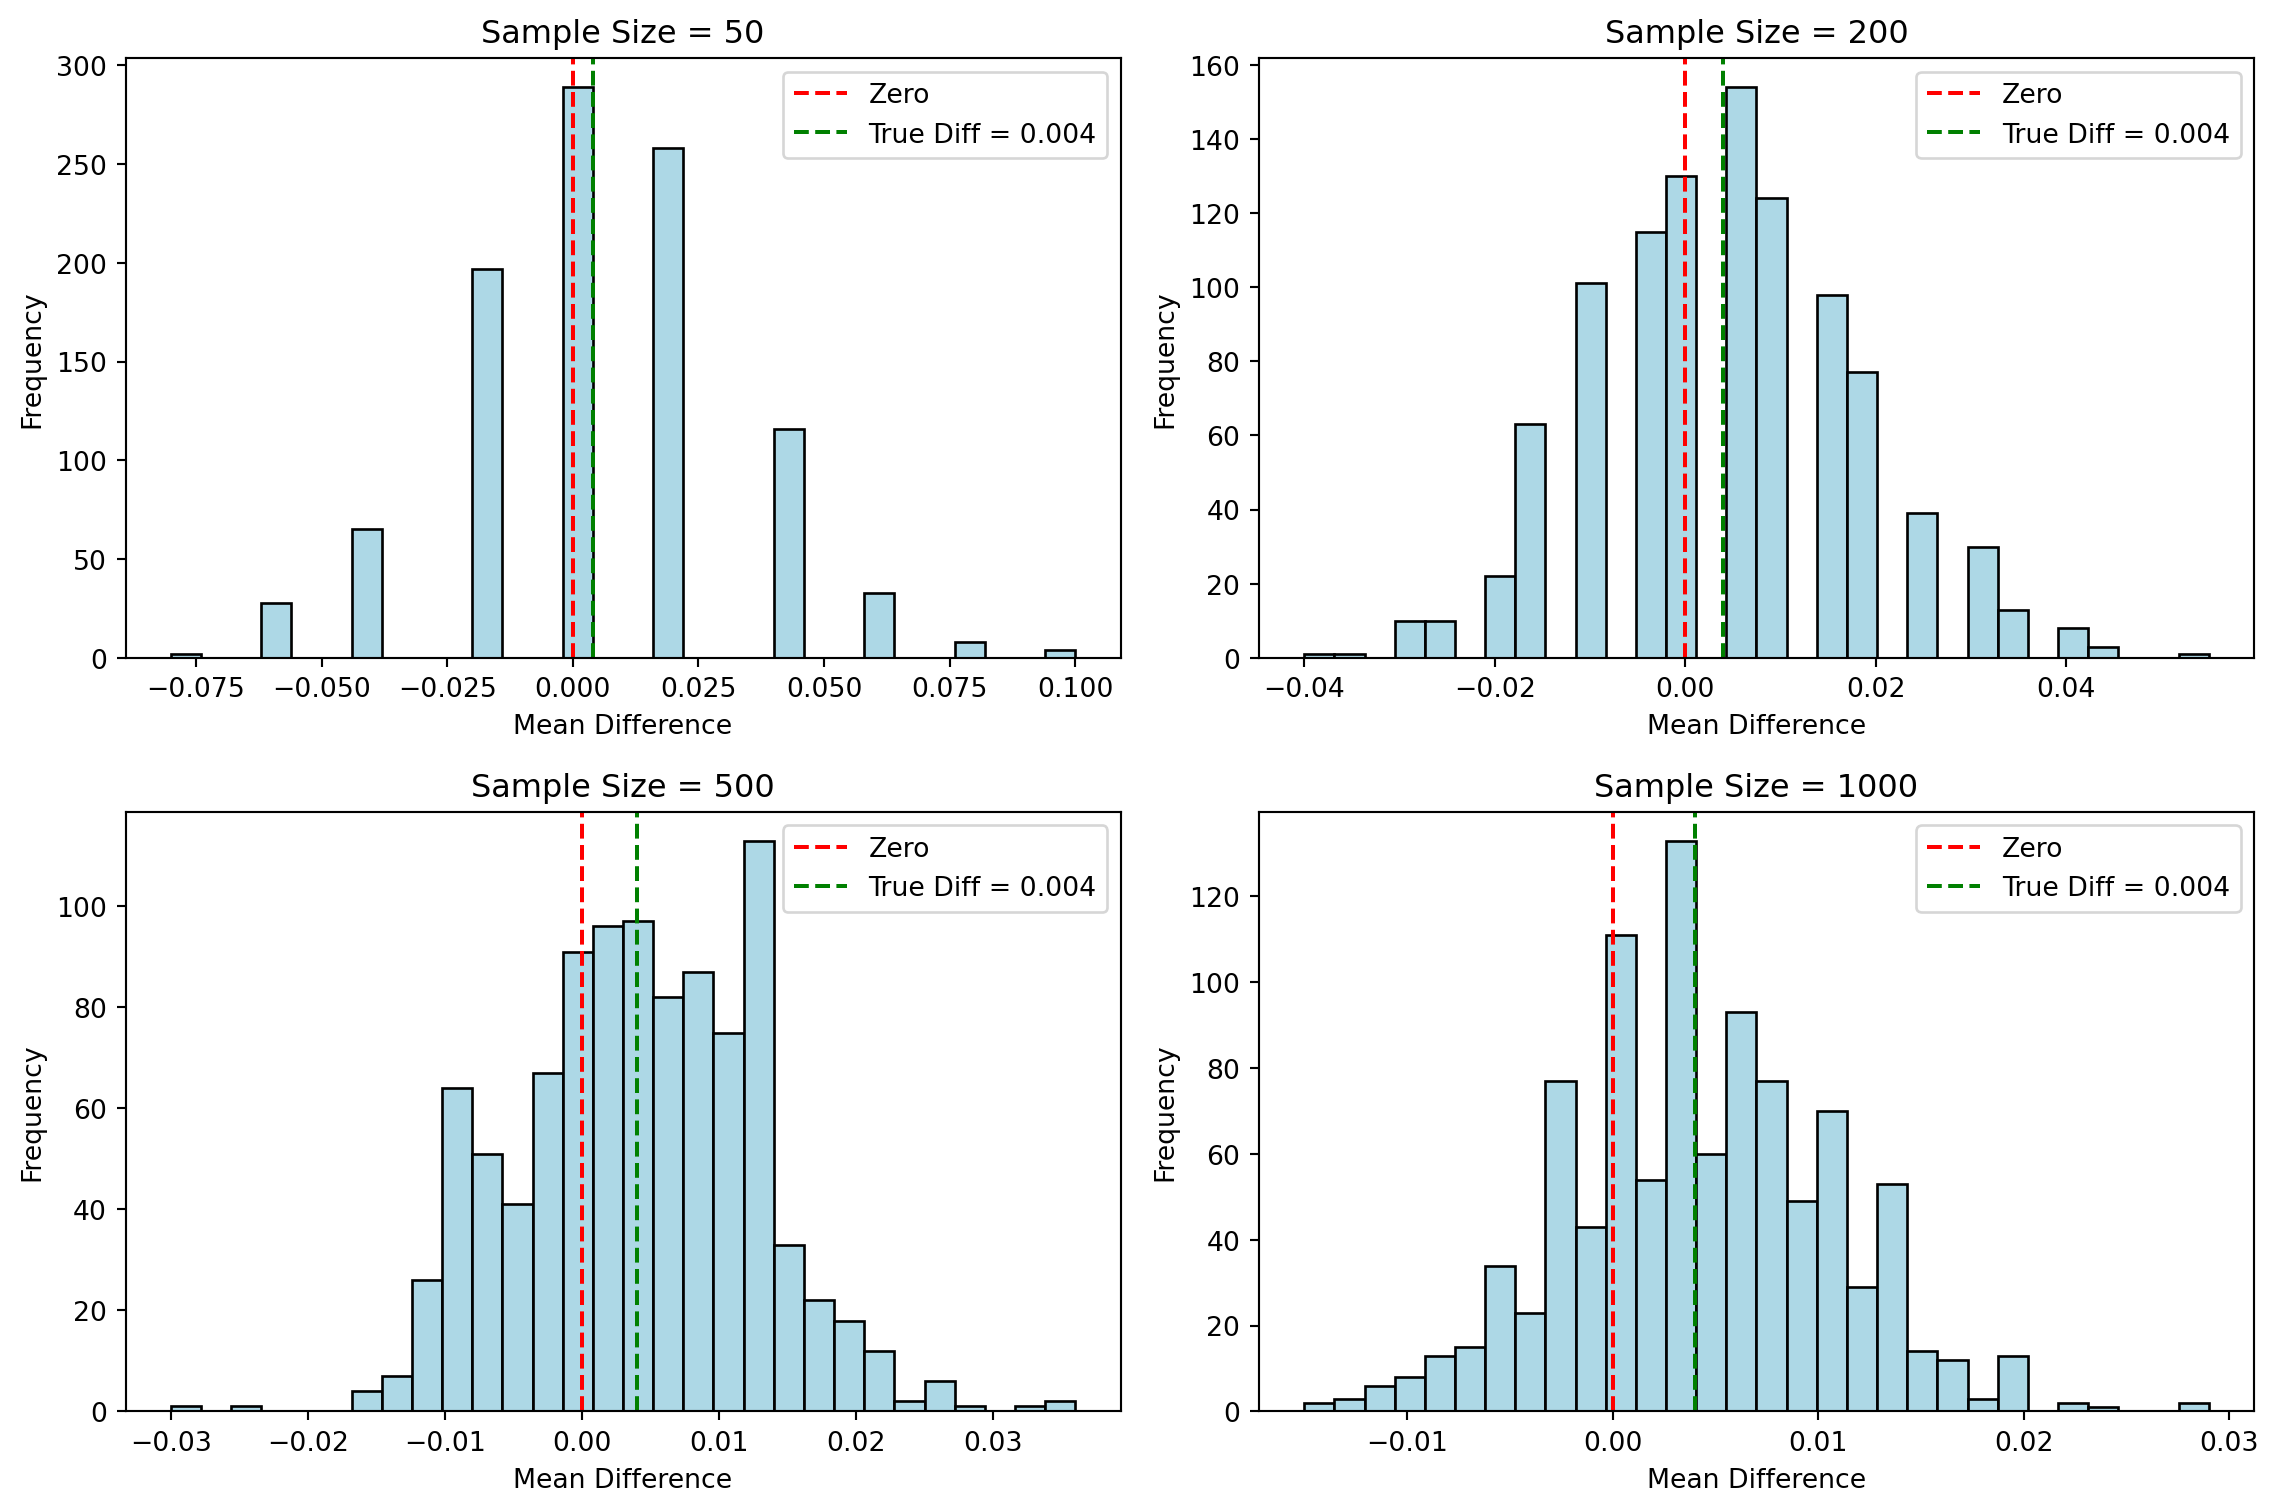 Sample Size = 50
300
250
200
150
100
50
0
Frequency
Zero
True Diff = 0.004
−0.075 −0.050 −0.025 0.000 0.025 0.050 0.075 0.100
Mean Difference
Sample Size = 200
160
140
120
100
80
60
40
20
0
Frequency
Zero
True Diff = 0.004
−0.04 −0.02 0.00 0.02 0.04
Mean Difference
Sample Size = 500
100
80
60
40
20
0
Frequency
Zero
True Diff = 0.004
−0.03 −0.02 −0.01 0.00 0.01 0.02 0.03
Mean Difference
Sample Size = 1000
120
100
80
60
40
20
0
Frequency
Zero
True Diff = 0.004
−0.01 0.00 0.01 0.02 0.03
Mean Difference